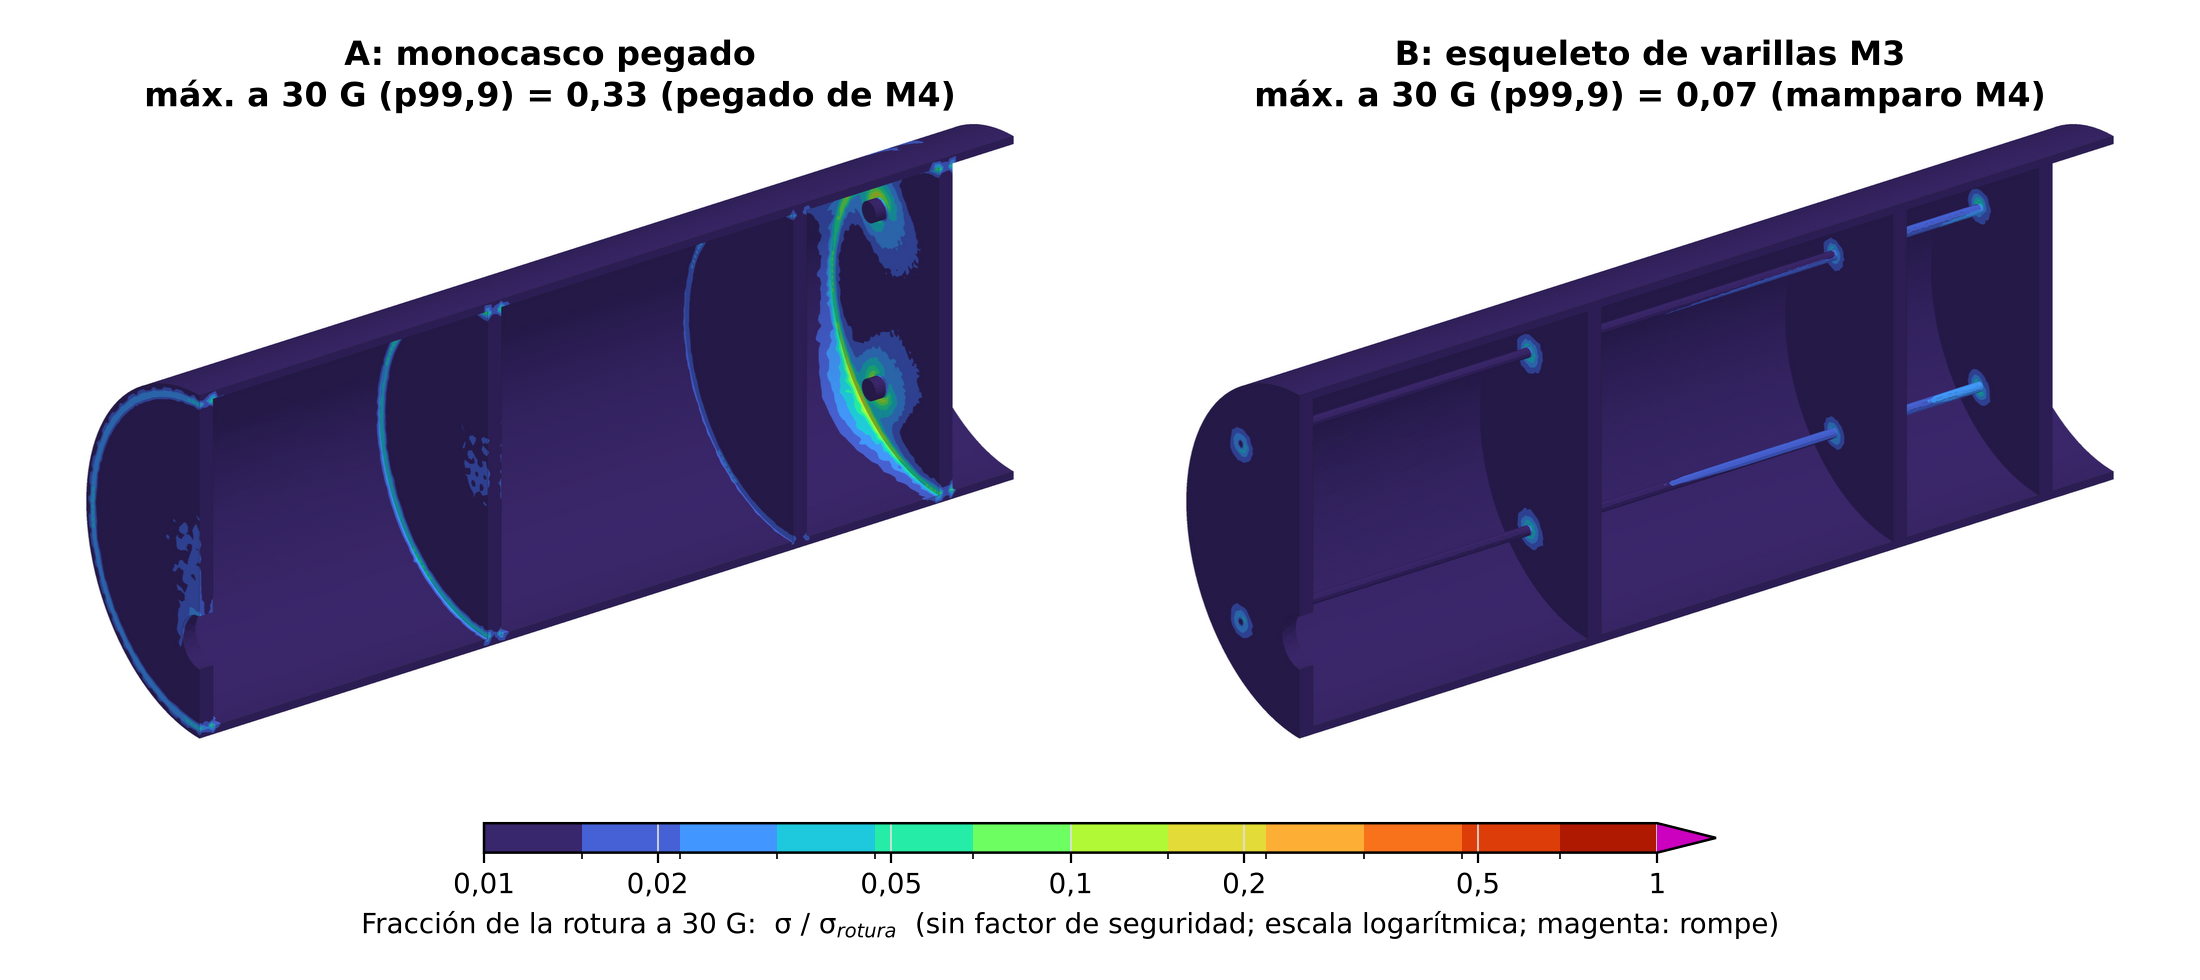 A: monocasco pegado
máx. a 30 G (p99,9) = 0,33 (pegado de M4)
B: esqueleto de varillas M3
máx. a 30 G (p99,9) = 0,07 (mamparo M4)
0,01 0,02 0,05 0,1 0,2 0,5 1
Fracción de la rotura a 30 G: σ / σrotura (sin factor de seguridad; escala logarítmica; magenta: rompe)